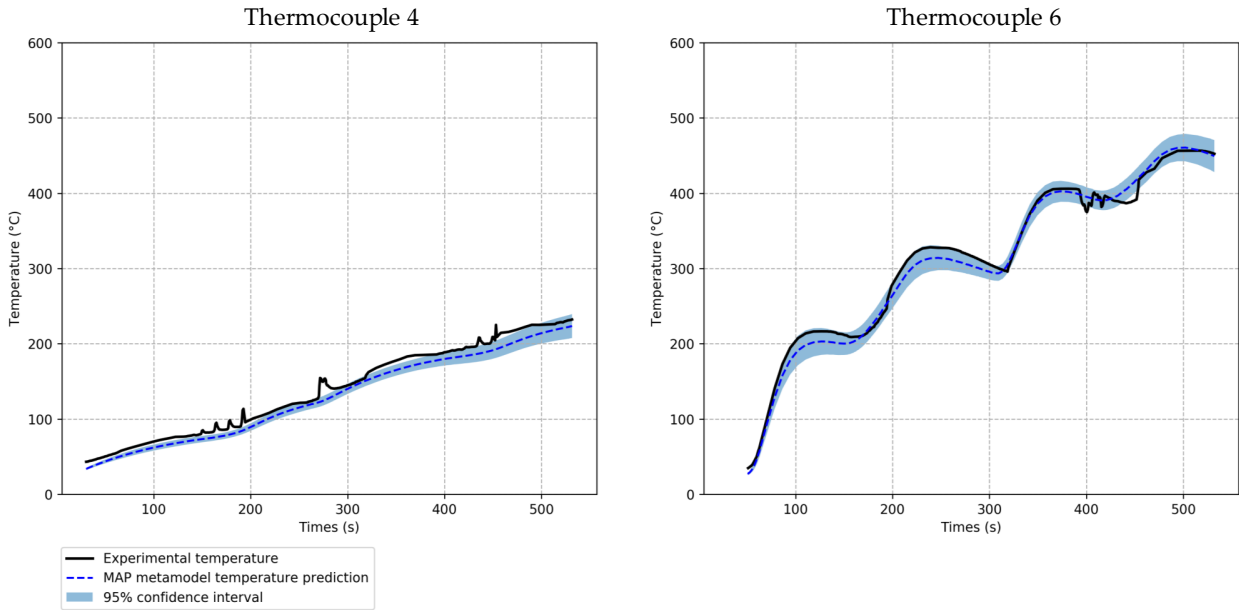 Thermocouple 4
600
500
400
300
200
100
0
Temperature (°C)
100 200 300 400 500
Times (s)
Thermocouple 6
600
500
400
300
200
100
0
Temperature (°C)
100 200 300 400 500
Times (s)
Experimental temperature
MAP metamodel temperature prediction
95% confidence interval